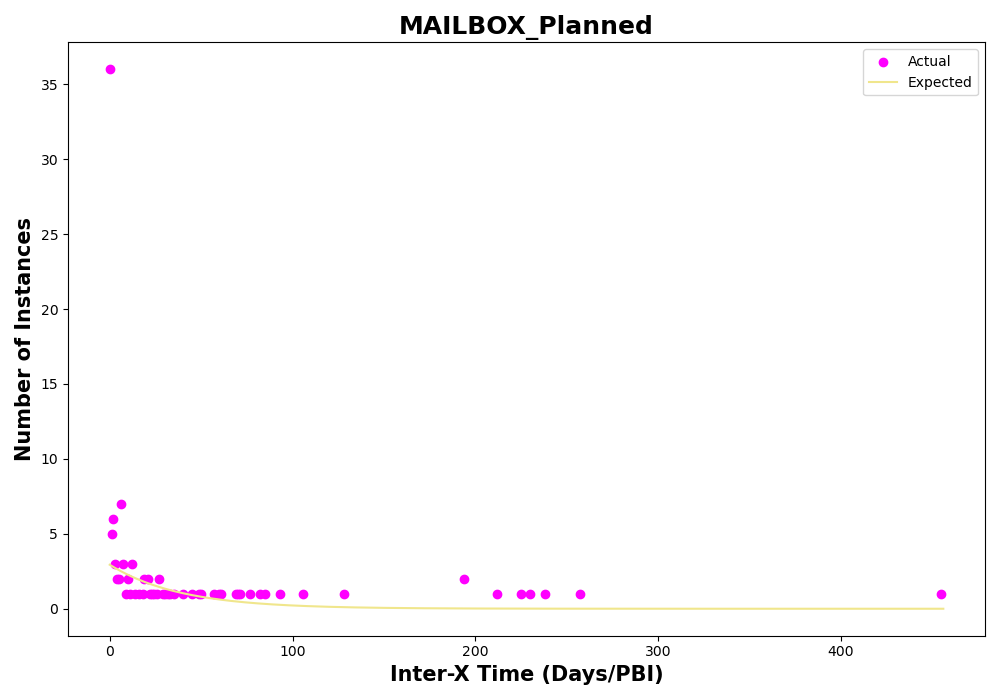 MAILBOX_Planned
Actual
Expected
Number of Instances
35
30
25
20
15
10
5
0
0 100 200 300 400
Inter-X Time (Days/PBI)